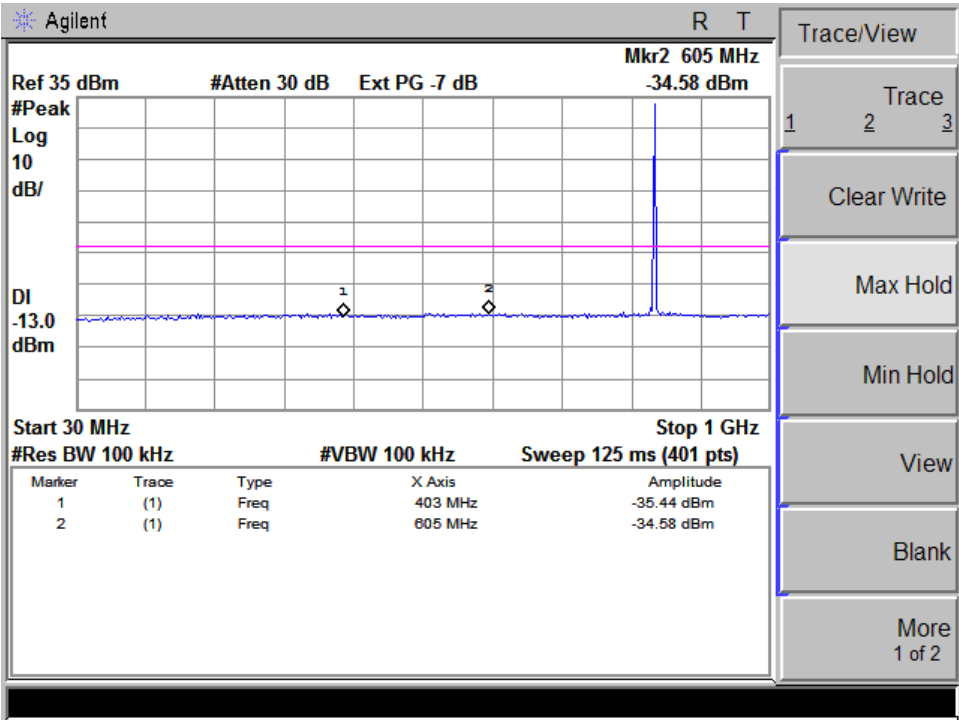 Agilent R T
Trace/View
Mkr2 605 MHz
Ref 35 dBm #Atten 30 dB Ext PG -7 dB -34.58 dBm
#Peak
Log
10
dB/
DI
-13.0
dBm
1
2
Start 30 MHz Stop 1 GHz
#Res BW 100 kHz #VBW 100 kHz Sweep 125 ms (401 pts)
Marker Trace Type X Axis Amplitude
1 (1) Freq 403 MHz -35.44 dBm
2 (1) Freq 605 MHz -34.58 dBm
Trace
1 2 3
Clear Write
Max Hold
Min Hold
View
Blank
More
1 of 2